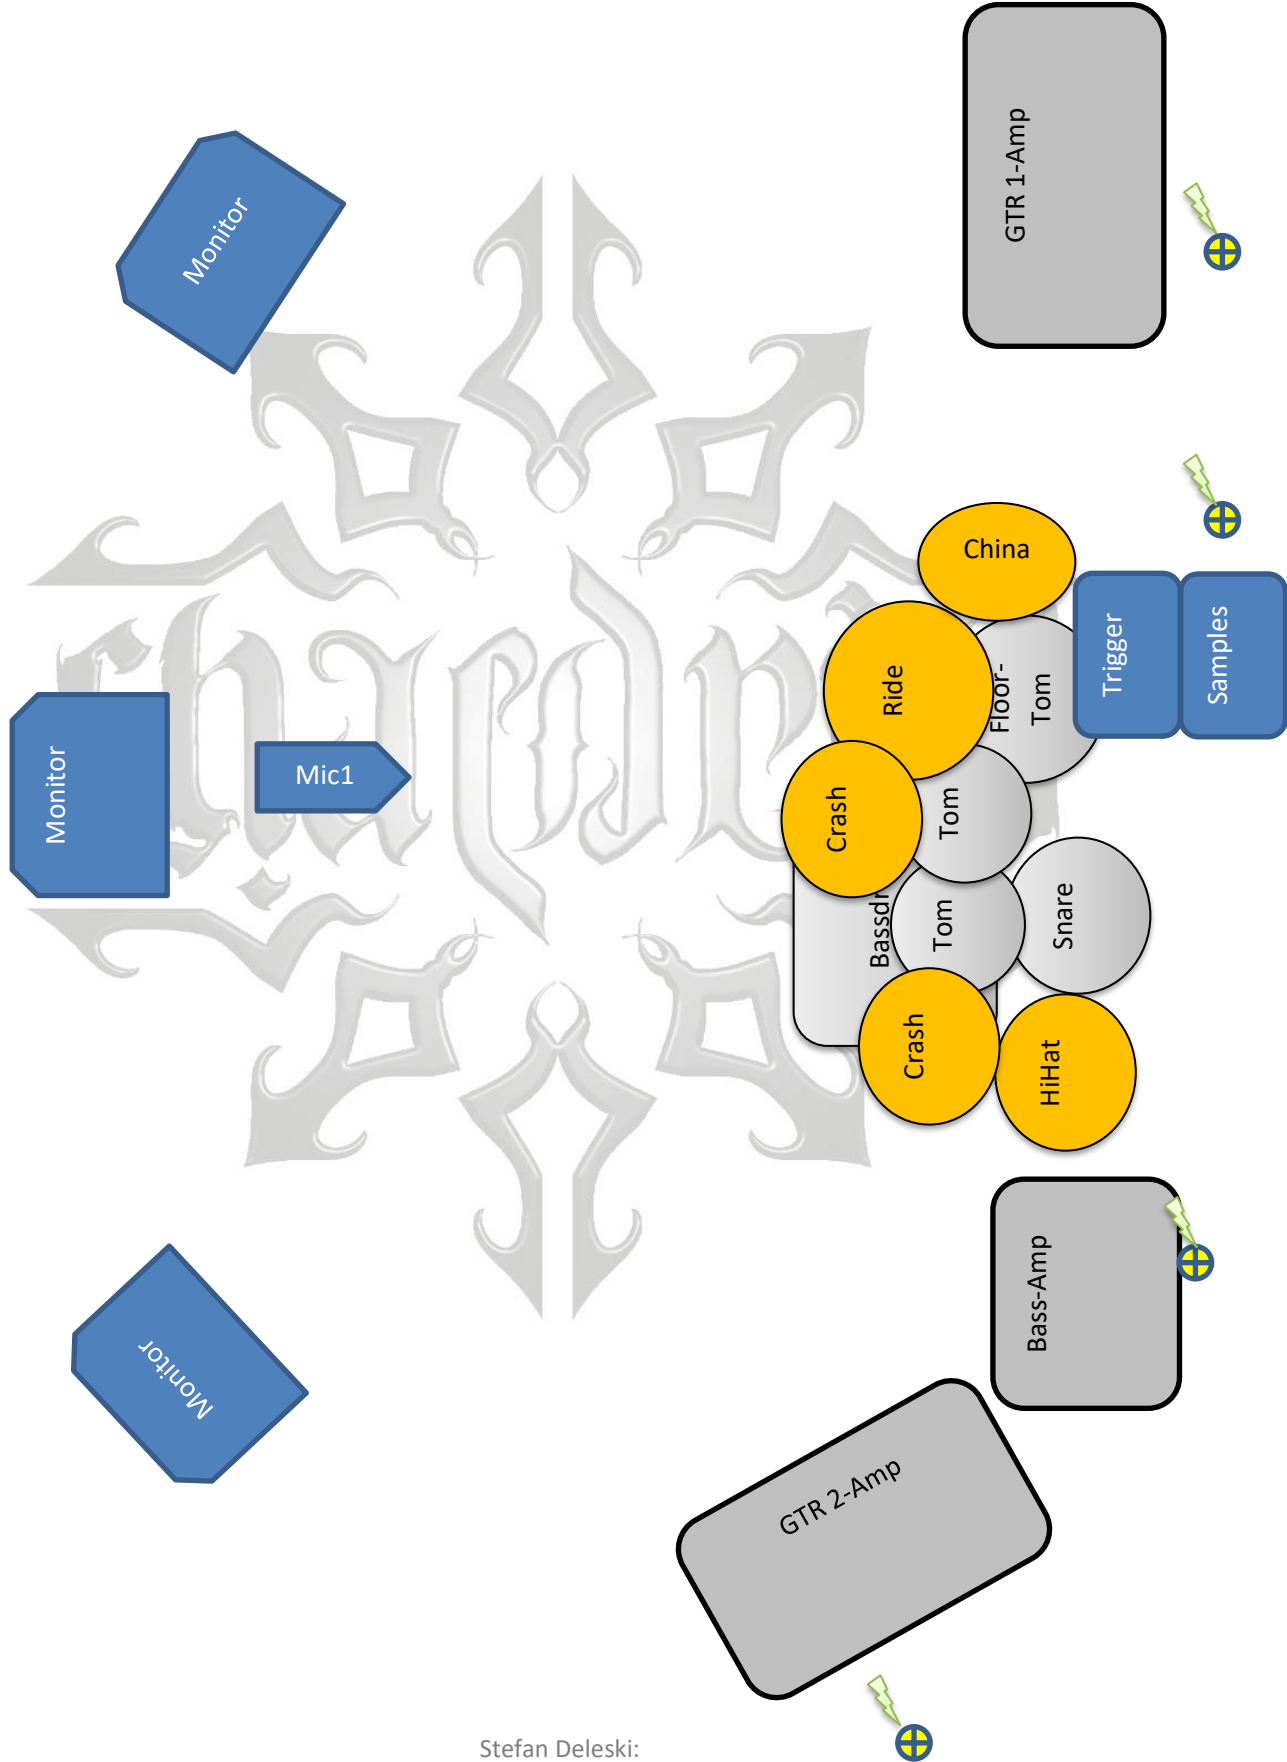 GTR 1-Amp
Monitor
China
Trigger
Samples
Ride
Floor-
Tom
Monitor
Mic1
Crash
Tom
Bassdr
Tom
Snare
Crash
HiHat
Bass-Amp
Monitor
GTR 2-Amp
Stefan Deleski: